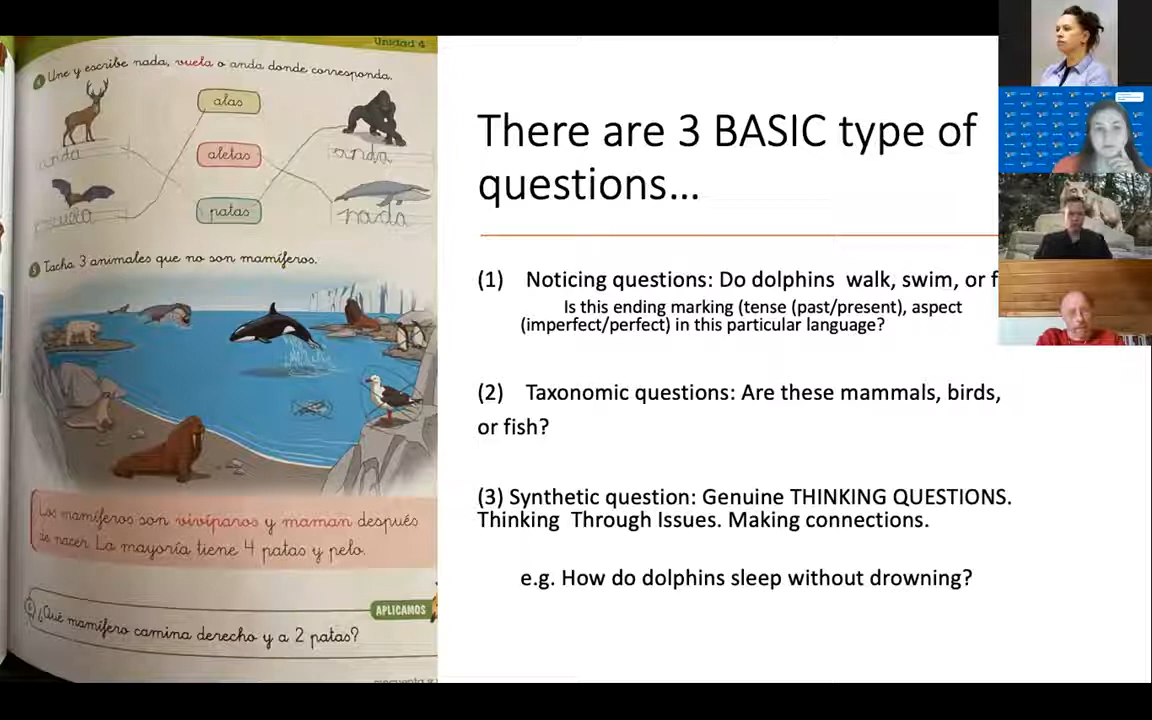 Unidad 4
4 Une y escribe nada, vuela o anda donde corresponda.
alas
anda
aletas
anda
patas
nada
5 Tacha 3 animales que no son mamíferos.
Los mamíferos son vivíparos y maman después
de nacer. La mayoría tiene 4 patas y pelo.
APLICAMOS
6 ¿Qué mamífero camina derecho y a 2 patas?
There are 3 BASIC type of
questions...
(1) Noticing questions: Do dolphins walk, swim, or f
Is this ending marking (tense (past/present), aspect
(imperfect/perfect) in this particular language?
(2) Taxonomic questions: Are these mammals, birds,
or fish?
(3) Synthetic question: Genuine THINKING QUESTIONS.
Thinking Through Issues. Making connections.
e.g. How do dolphins sleep without drowning?